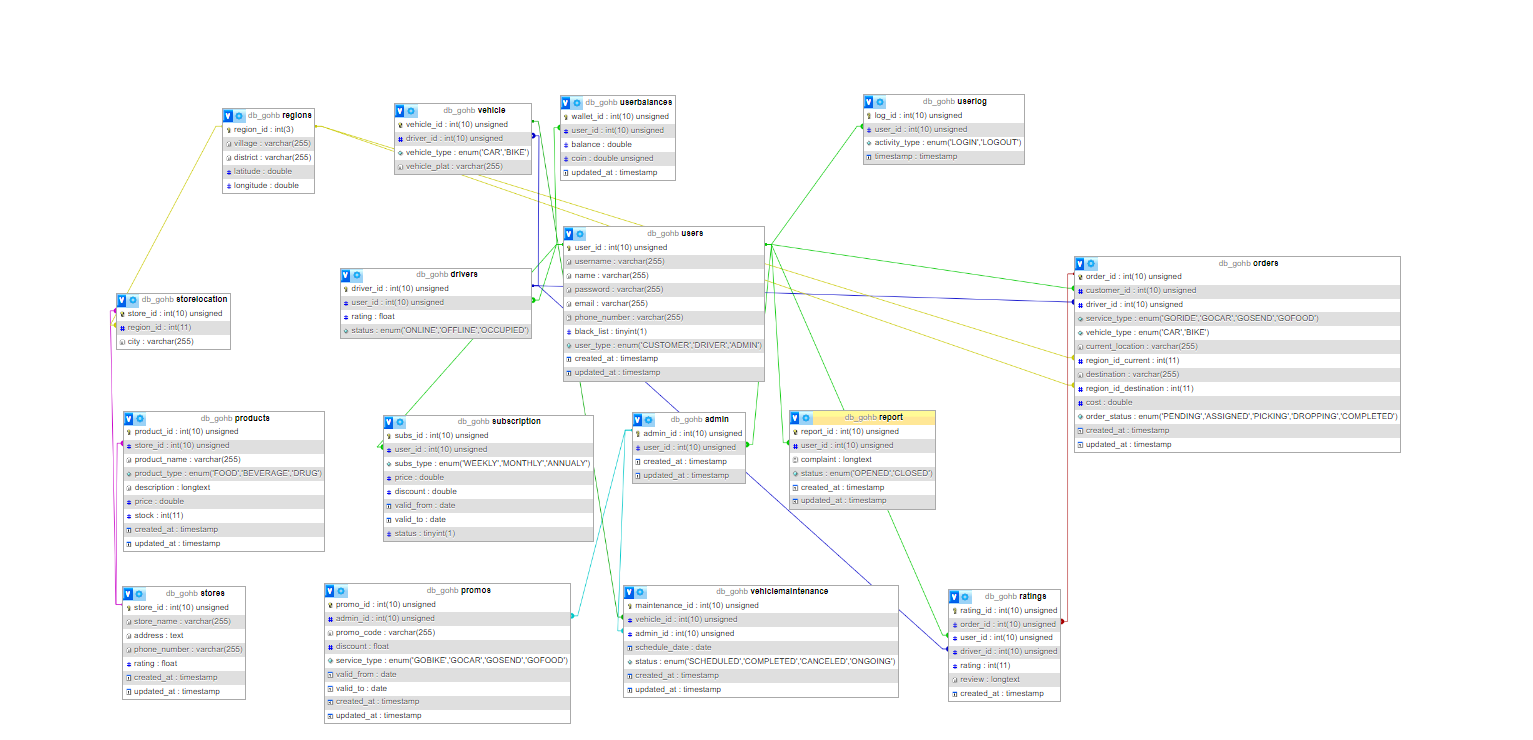 db_gohb regions
region_id : int(3)
village : varchar(255)
district : varchar(255)
latitude : double
longitude : double
db_gohb vehicle
vehicle_id : int(10) unsigned
driver_id : int(10) unsigned
vehicle_type : enum('CAR','BIKE')
vehicle_plat : varchar(255)
db_gohb userbalances
wallet_id : int(10) unsigned
user_id : int(10) unsigned
balance : double
coin : double unsigned
updated_at : timestamp
db_gohb userlog
log_id : int(10) unsigned
user_id : int(10) unsigned
activity_type : enum('LOGIN','LOGOUT')
timestamp : timestamp
db_gohb users
user_id : int(10) unsigned
username : varchar(255)
name : varchar(255)
password : varchar(255)
email : varchar(255)
phone_number : varchar(255)
black_list : tinyint(1)
user_type : enum('CUSTOMER','DRIVER','ADMIN')
created_at : timestamp
updated_at : timestamp
db_gohb drivers
driver_id : int(10) unsigned
user_id : int(10) unsigned
rating : float
status : enum('ONLINE','OFFLINE','OCCUPIED')
db_gohb orders
order_id : int(10) unsigned
customer_id : int(10) unsigned
driver_id : int(10) unsigned
service_type : enum('GORIDE','GOCAR','GOSEND','GOFOOD')
vehicle_type : enum('CAR','BIKE')
current_location : varchar(255)
region_id_current : int(11)
destination : varchar(255)
region_id_destination : int(11)
cost : double
order_status : enum('PENDING','ASSIGNED','PICKING','DROPPING','COMPLETED')
created_at : timestamp
updated_at : timestamp
db_gohb storelocation
store_id : int(10) unsigned
region_id : int(11)
city : varchar(255)
db_gohb products
product_id : int(10) unsigned
store_id : int(10) unsigned
product_name : varchar(255)
product_type : enum('FOOD','BEVERAGE','DRUG')
description : longtext
price : double
stock : int(11)
created_at : timestamp
updated_at : timestamp
db_gohb subscription
subs_id : int(10) unsigned
user_id : int(10) unsigned
subs_type : enum('WEEKLY','MONTHLY','ANNUALY')
price : double
discount : double
valid_from : date
valid_to : date
status : tinyint(1)
db_gohb admin
admin_id : int(10) unsigned
user_id : int(10) unsigned
created_at : timestamp
updated_at : timestamp
db_gohb report
report_id : int(10) unsigned
user_id : int(10) unsigned
complaint : longtext
status : enum('OPENED','CLOSED')
created_at : timestamp
updated_at : timestamp
db_gohb stores
store_id : int(10) unsigned
store_name : varchar(255)
address : text
phone_number : varchar(255)
rating : float
created_at : timestamp
updated_at : timestamp
db_gohb promos
promo_id : int(10) unsigned
admin_id : int(10) unsigned
promo_code : varchar(255)
discount : float
service_type : enum('GOBIKE','GOCAR','GOSEND','GOFOOD')
valid_from : date
valid_to : date
created_at : timestamp
updated_at : timestamp
db_gohb vehiclemaintenance
maintenance_id : int(10) unsigned
vehicle_id : int(10) unsigned
admin_id : int(10) unsigned
schedule_date : date
status : enum('SCHEDULED','COMPLETED','CANCELED','ONGOING')
created_at : timestamp
updated_at : timestamp
db_gohb ratings
rating_id : int(10) unsigned
order_id : int(10) unsigned
user_id : int(10) unsigned
driver_id : int(10) unsigned
rating : int(11)
review : longtext
created_at : timestamp